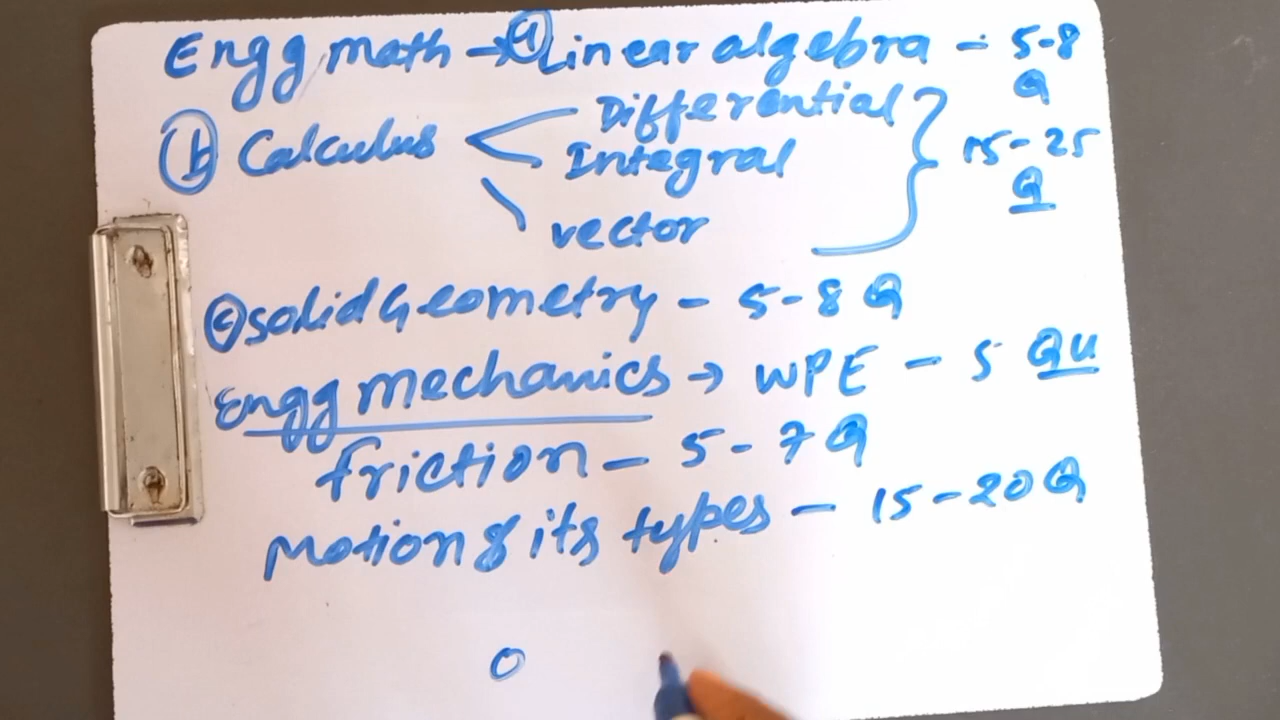 Engg math → a Linear algebra - 5-8 Q
b Calculus Differential Integral vector } 15-25 Q
c Solid Geometry - 5-8 Q
Engg mechanics → WPE - 5 Qu
friction - 5-7 Q
Motion & its types - 15-20 Q
0